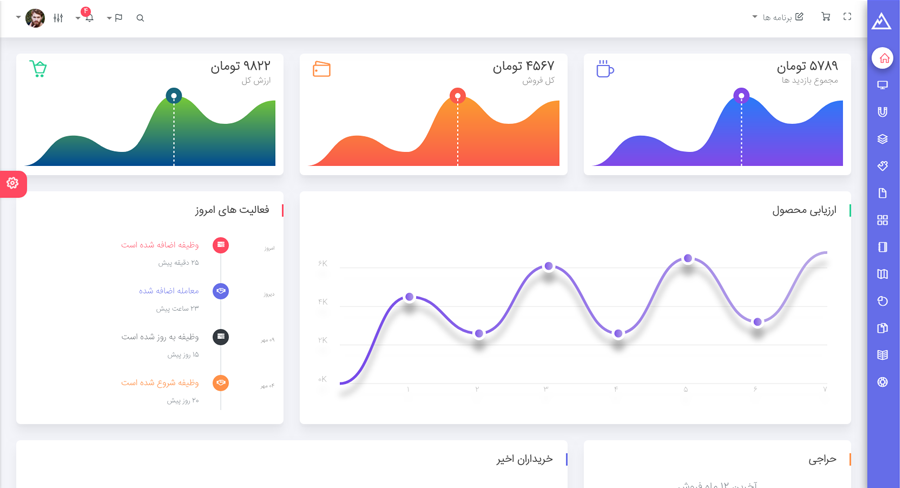 برنامه ها
۴
۵۷۸۹ تومان
مجموع بازدید ها
۴۵۶۷ تومان
کل فروش
۹۸۲۲ تومان
ارزش کل
ارزیابی محصول
۶K
۴K
۲K
۰K
۱ ۲ ۳ ۴ ۵ ۶ ۷
فعالیت های امروز
امروز
وظیفه اضافه شده است
۲۵ دقیقه پیش
دیروز
معامله اضافه شده
۲۳ ساعت پیش
۰۹ مهر
وظیفه به روز شده است
۱۵ روز پیش
۰۴ مهر
وظیفه شروع شده است
۲۰ روز پیش
حراجی
آخرین ۱۲ ماه فروش
خریداران اخیر